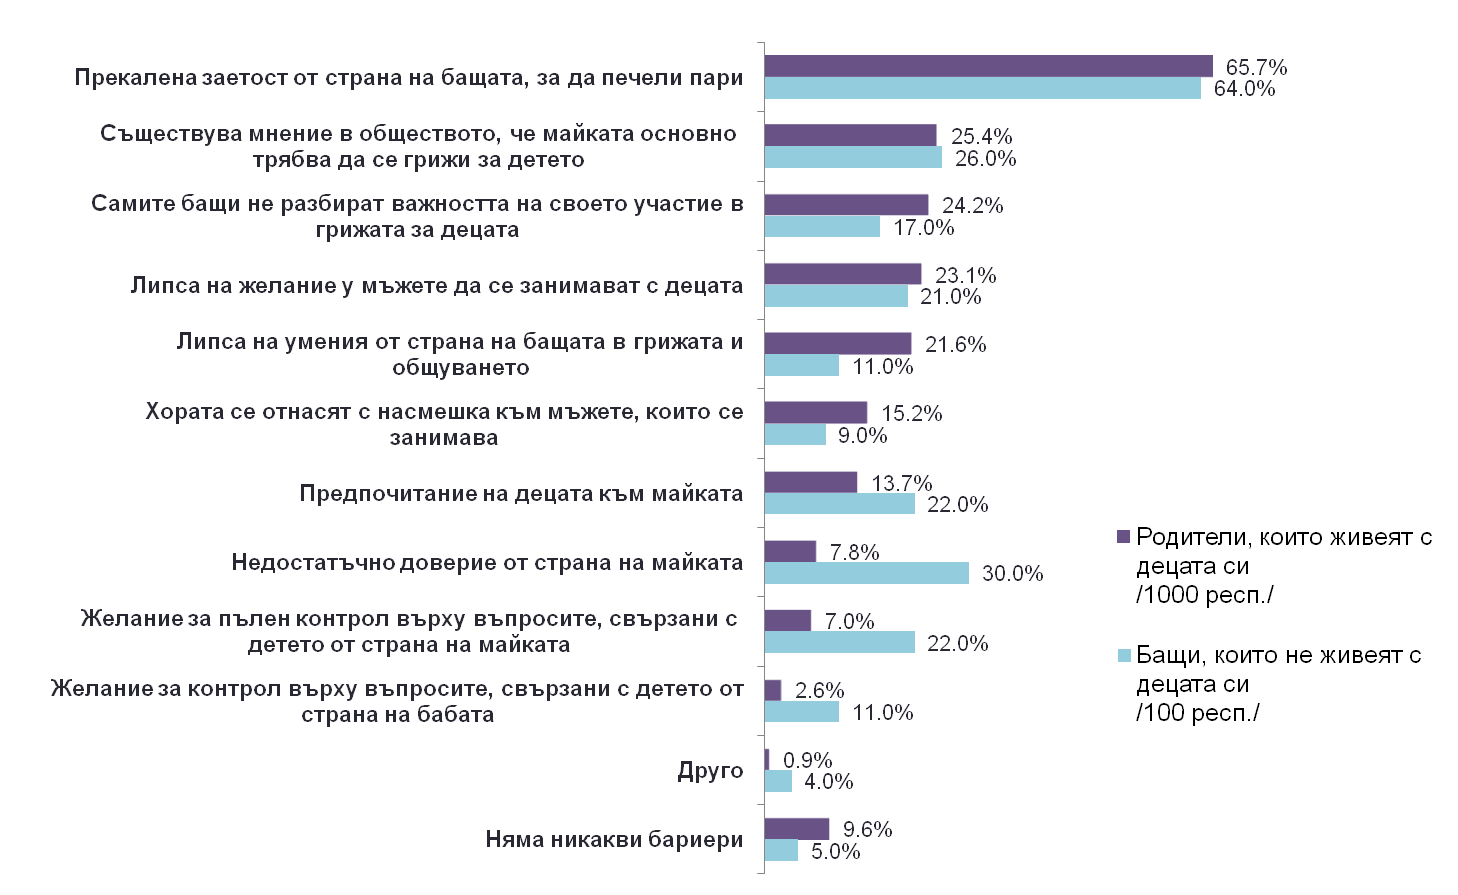 Прекалена заетост от страна на бащата, за да печели пари
65.7%
64.0%
Съществува мнение в обществото, че майката основно
трябва да се грижи за детето
25.4%
26.0%
Самите бащи не разбират важността на своето участие в
грижата за децата
24.2%
17.0%
Липса на желание у мъжете да се занимават с децата
23.1%
21.0%
Липса на умения от страна на бащата в грижата и
общуването
21.6%
11.0%
Хората се отнасят с насмешка към мъжете, които се
занимава
15.2%
9.0%
Предпочитание на децата към майката
13.7%
22.0%
Недостатъчно доверие от страна на майката
7.8%
30.0%
Желание за пълен контрол върху въпросите, свързани с
детето от страна на майката
7.0%
22.0%
Желание за контрол върху въпросите, свързани с детето от
страна на бабата
2.6%
11.0%
Друго
0.9%
4.0%
Няма никакви бариери
9.6%
5.0%
Родители, които живеят с
децата си
/1000 респ./
Бащи, които не живеят с
децата си
/100 респ./